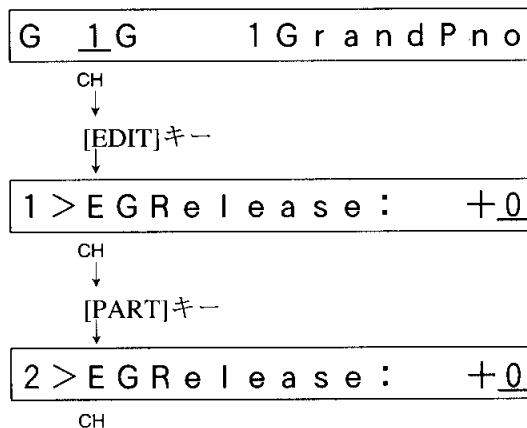 G 1G 1GrandPno
CH
[EDIT]キー
1>EGRelease: +0
CH
[PART]キー
2>EGRelease: +0
CH